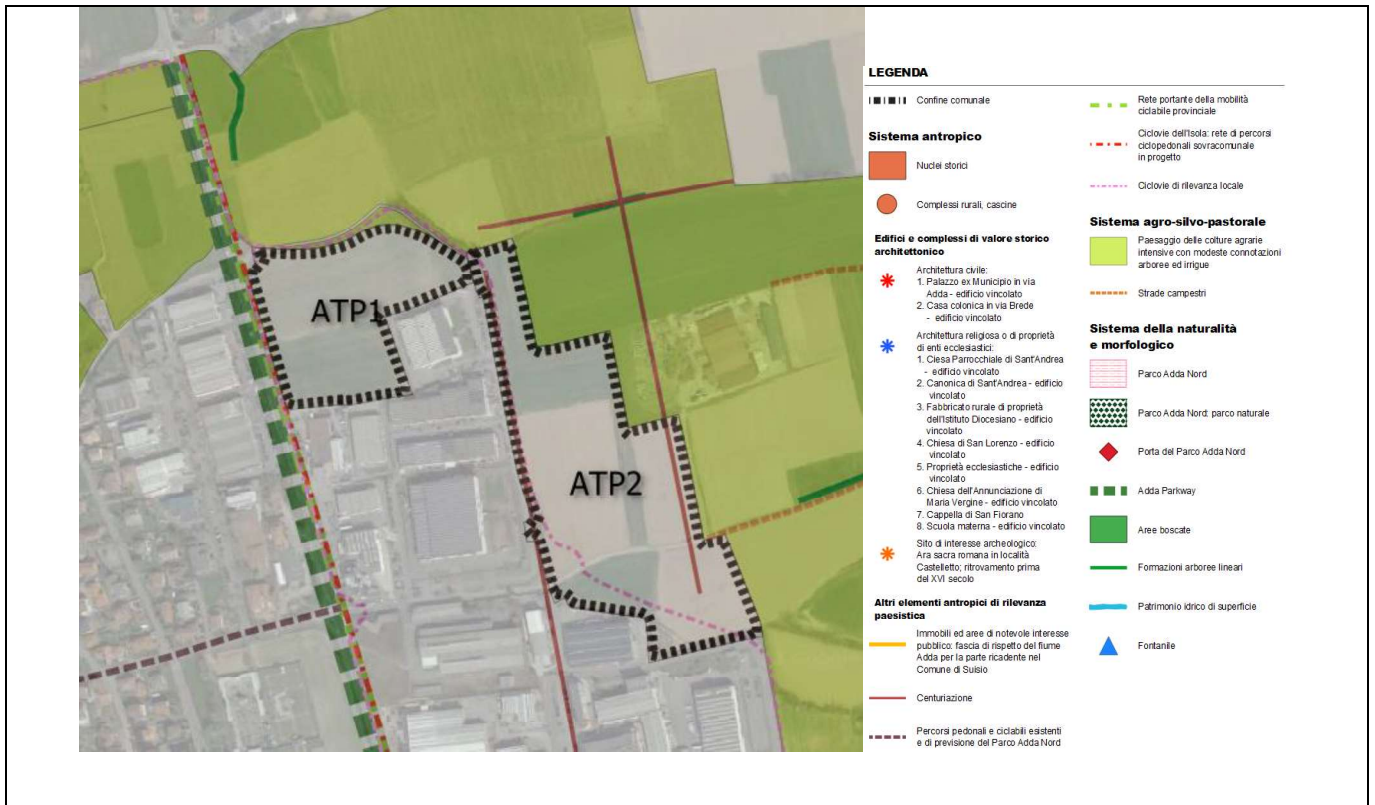 ATP1
ATP2
LEGENDA
Confine comunale
Sistema antropico
Nuclei storici
Complessi rurali, cascine
Edifici e complessi di valore storico
architettonico
Architettura civile:
1. Palazzo ex Municipio in via
Adda - edificio vincolato
2. Casa colonica in via Brede
- edificio vincolato
Architettura religiosa o di proprietà
di enti ecclesiastici:
1. Ciesa Parrocchiale di Sant'Andrea
- edificio vincolato
2. Canonica di Sant'Andrea - edificio
vincolato
3. Fabbricato rurale di proprietà
dell'Istituto Diocesiano - edificio
vincolato
4. Chiesa di San Lorenzo - edificio
vincolato
5. Proprietà ecclesiastiche - edificio
vincolato
6. Chiesa dell'Annunciazione di
Maria Vergine - edificio vincolato
7. Cappella di San Fiorano
8. Scuola materna - edificio vincolato
Sito di interesse archeologico:
Ara sacra romana in località
Castelletto; ritrovamento prima
del XVI secolo
Altri elementi antropici di rilevanza
paesistica
Immobili ed aree di notevole interesse
pubblico: fascia di rispetto del fiume
Adda per la parte ricadente nel
Comune di Suisio
Centuriazione
Percorsi pedonali e ciclabili esistenti
e di previsione del Parco Adda Nord
Rete portante della mobilità
ciclabile provinciale
Ciclovie dell'Isola: rete di percorsi
ciclopedonali sovracomunale
in progetto
Ciclovie di rilevanza locale
Sistema agro-silvo-pastorale
Paesaggio delle colture agrarie
intensive con modeste connotazioni
arboree ed irrigue
Strade campestri
Sistema della naturalità
e morfologico
Parco Adda Nord
Parco Adda Nord: parco naturale
Porta del Parco Adda Nord
Adda Parkway
Aree boscate
Formazioni arboree lineari
Patrimonio idrico di superficie
Fontanile